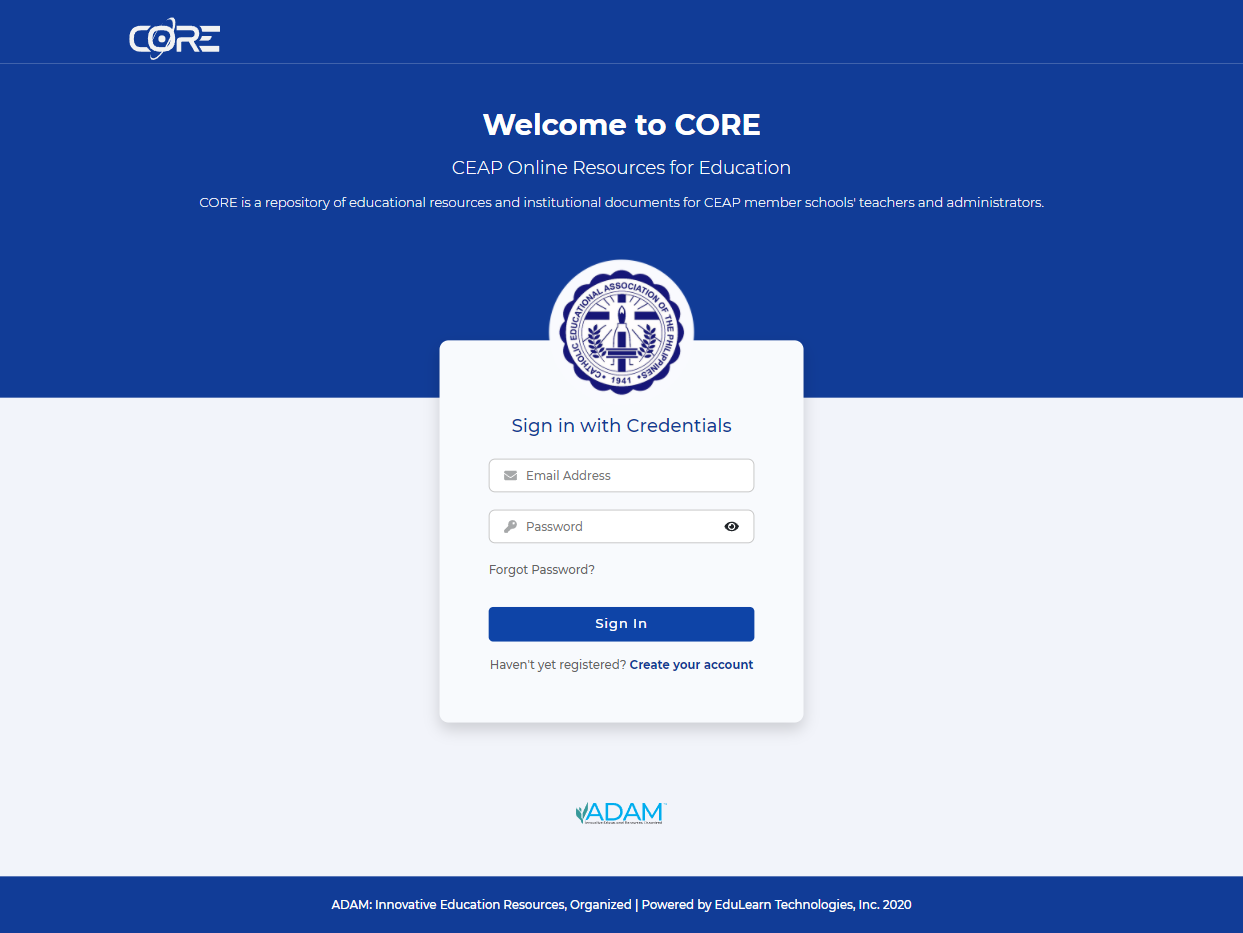 CORE
Welcome to CORE
CEAP Online Resources for Education
CORE is a repository of educational resources and institutional documents for CEAP member schools' teachers and administrators.
CATHOLIC EDUCATIONAL ASSOCIATION OF THE PHILIPPINES
• 1941 •
Sign in with Credentials
Email Address
Password
Forgot Password?
Sign In
Haven't yet registered? Create your account
ADAM
ADAM: Innovative Education Resources, Organized | Powered by EduLearn Technologies, Inc. 2020